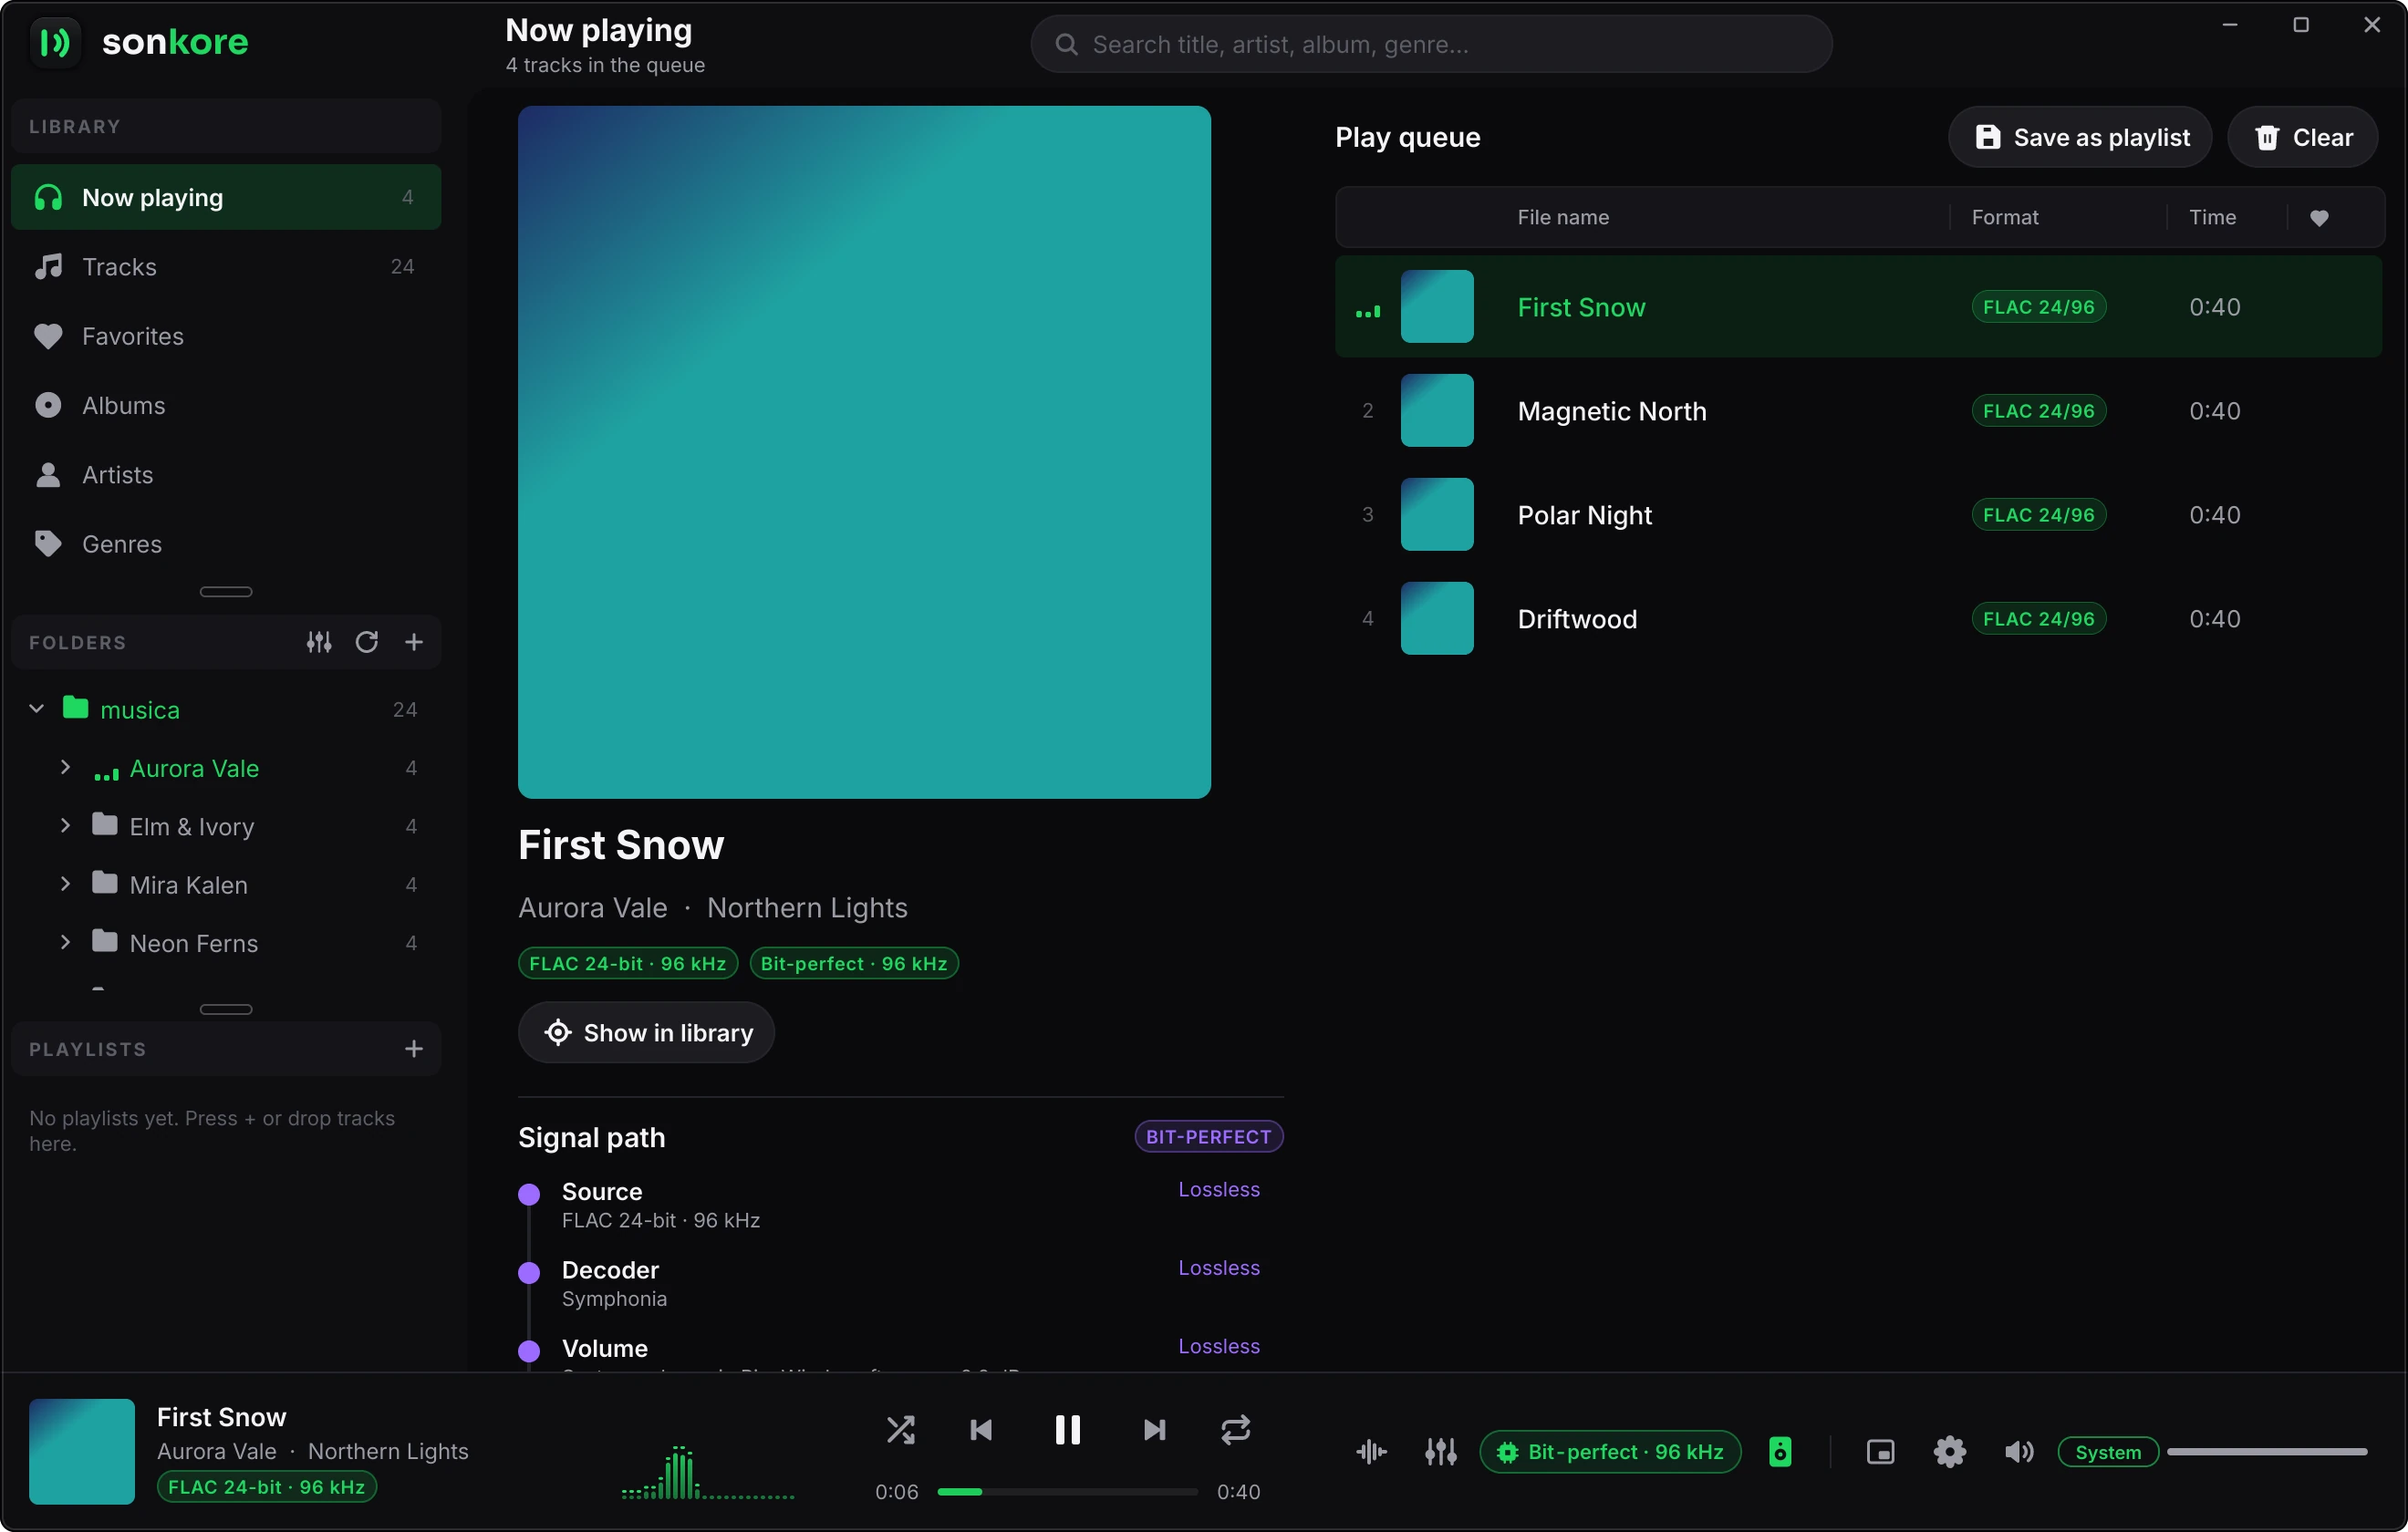 sonkore
Now playing
4 tracks in the queue
Search title, artist, album, genre...
LIBRARY
Now playing 4
Tracks 24
Favorites
Albums
Artists
Genres
FOLDERS
musica 24
Aurora Vale 4
Elm & Ivory 4
Mira Kalen 4
Neon Ferns 4
PLAYLISTS
No playlists yet. Press + or drop tracks
here.
First Snow
Aurora Vale · Northern Lights
FLAC 24-bit · 96 kHz Bit-perfect · 96 kHz
Show in library
Signal path BIT-PERFECT
Source Lossless
FLAC 24-bit · 96 kHz
Decoder Lossless
Symphonia
Volume Lossless
Play queue Save as playlist Clear
File name Format Time
First Snow FLAC 24/96 0:40
2 Magnetic North FLAC 24/96 0:40
3 Polar Night FLAC 24/96 0:40
4 Driftwood FLAC 24/96 0:40
First Snow
Aurora Vale · Northern Lights
FLAC 24-bit · 96 kHz
0:06 0:40
Bit-perfect · 96 kHz System